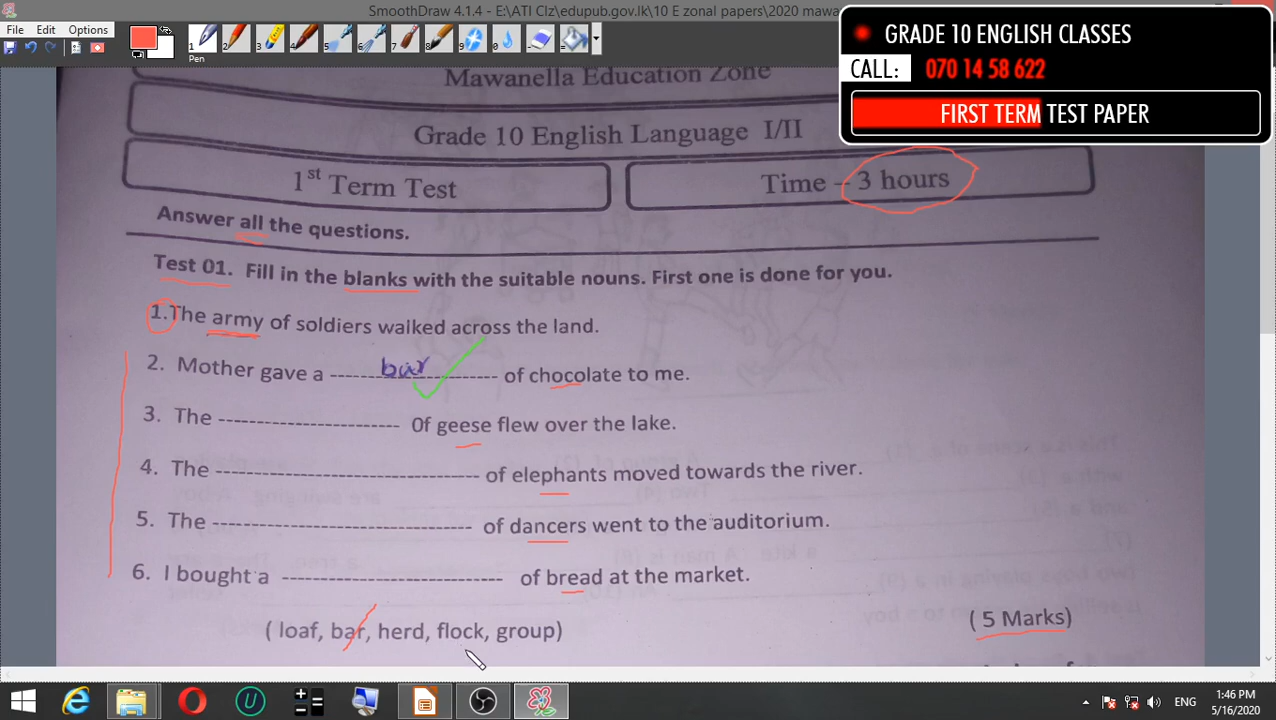 SmoothDraw 4.1.4 - E:\ATI Clz\edupub.gov.lk\10 E zonal papers\2020 mawa
File Edit Options
Pen
GRADE 10 ENGLISH CLASSES
CALL: 070 14 58 622
FIRST TERM TEST PAPER
Mawanella Education Zone
Grade 10 English Language I/II
1st Term Test
Time – 3 hours
Answer all the questions.
Test 01. Fill in the blanks with the suitable nouns. First one is done for you.
1.The army of soldiers walked across the land.
2. Mother gave a ---------- bar ---------- of chocolate to me.
3. The -------------------- 0f geese flew over the lake.
4. The -------------------- of elephants moved towards the river.
5. The -------------------- of dancers went to the auditorium.
6. I bought a -------------------- of bread at the market.
( loaf, bar, herd, flock, group)
( 5 Marks)
ENG
1:46 PM
5/16/2020